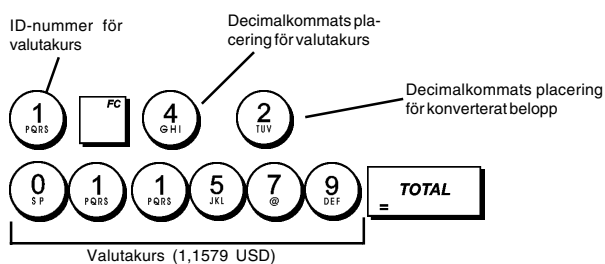 ID-nummer för
valutakurs
Decimalkommats pla-
cering för valutakurs
Decimalkommats placering
för konverterat belopp
1 FC 4 2
PQRS GHI TUV
0 1 1 5 7 9 TOTAL
SP PQRS PQRS JKL @ DEF =
Valutakurs (1,1579 USD)